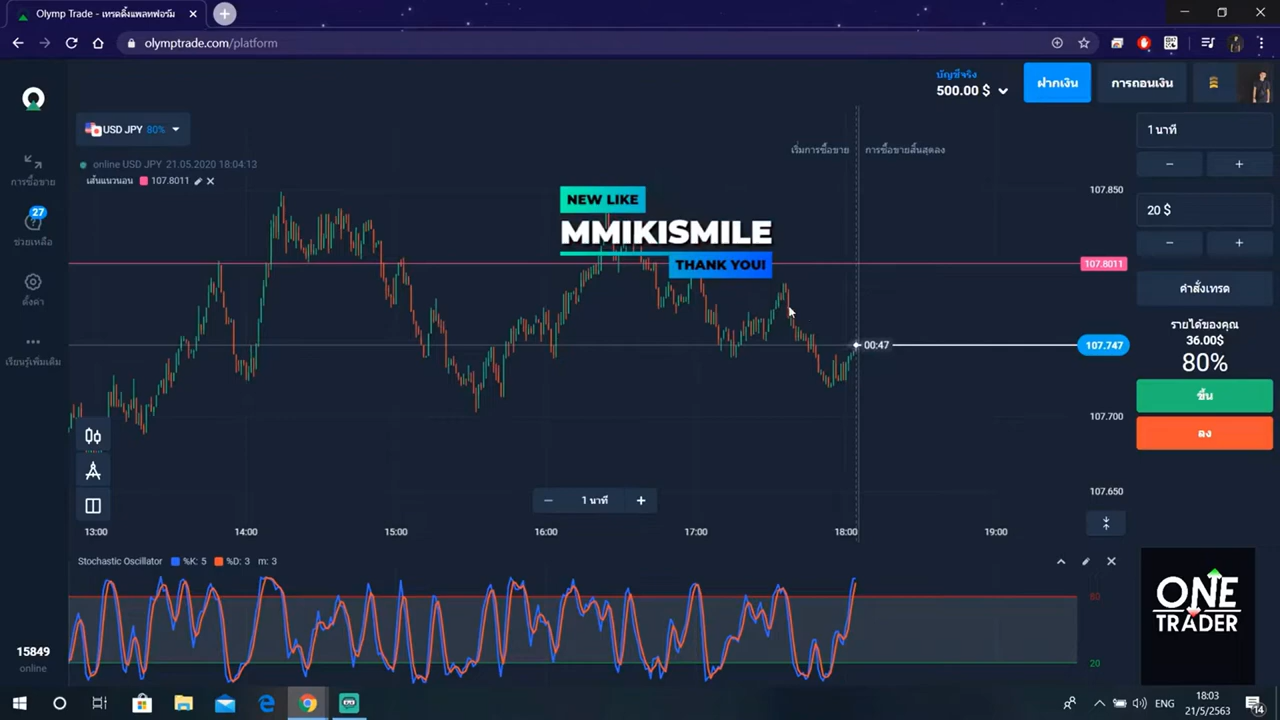 Olymp Trade - เทรดดิ้งแพลทฟอร์ม
olymptrade.com/platform
บัญชีจริง
500.00 $
ฝากเงิน
การถอนเงิน
USD JPY 80%
online USD JPY 21.05.2020 18:04:13
เส้นแนวนอน 107.8011
เริ่มการซื้อขาย
การซื้อขายสิ้นสุดลง
การซื้อขาย
27
ช่วยเหลือ
ตั้งค่า
เรียนรู้เพิ่มเติม
NEW LIKE
MMIKISMILE
THANK YOU!
107.850
107.8011
00:47
107.747
107.700
107.650
1 นาที
20 $
คำสั่งเทรด
รายได้ของคุณ
36.00$
80%
ขึ้น
ลง
1 นาที
13:00 14:00 15:00 16:00 17:00 18:00 19:00
Stochastic Oscillator %K: 5 %D: 3 m: 3
80
20
15849
online
ONE
TRADER
ENG
18:03
21/5/2563
14